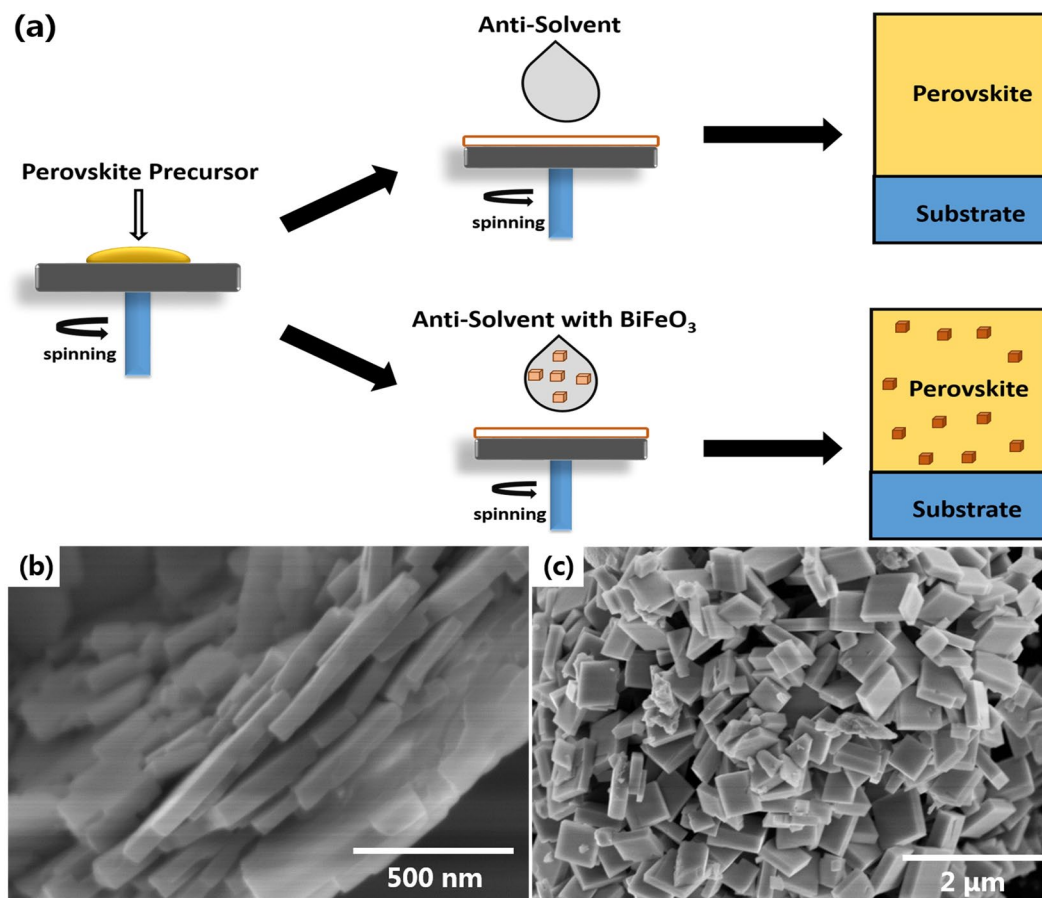 (a)
Anti-Solvent
Perovskite
Perovskite Precursor
spinning
Substrate
spinning
Anti-Solvent with BiFeO₃
Perovskite
spinning
Substrate
(b)
500 nm
(c)
2 µm